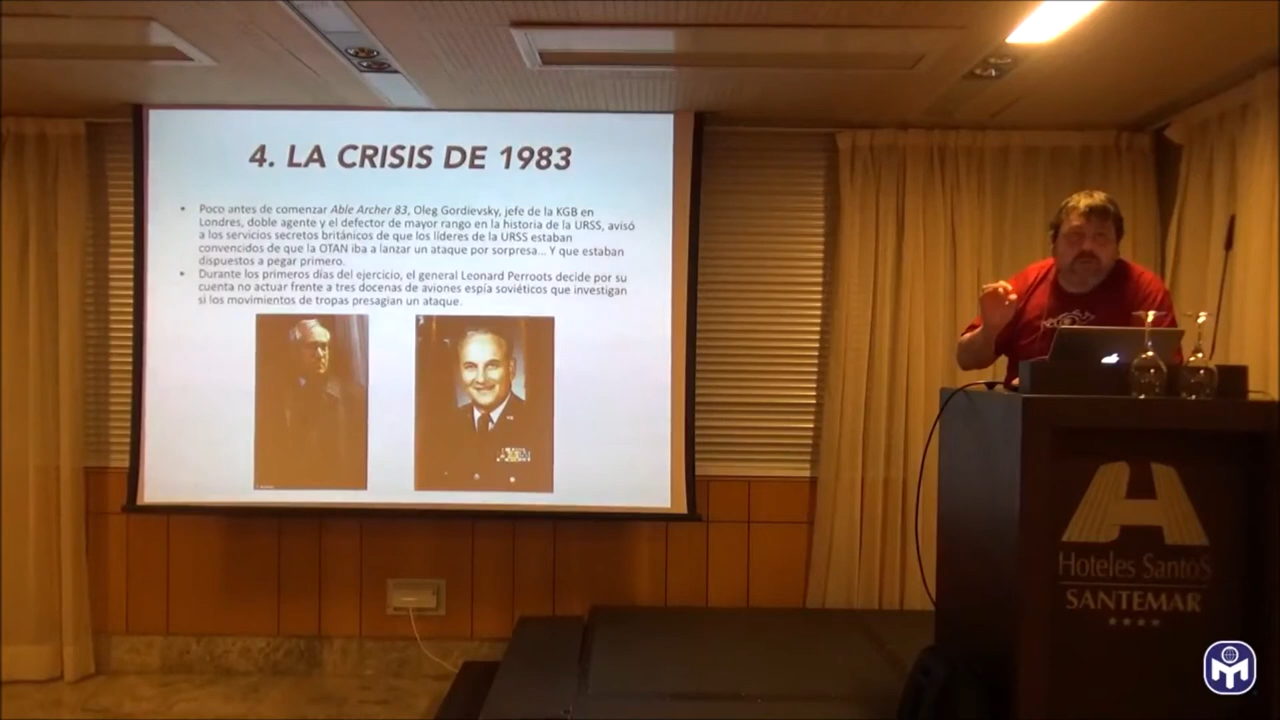 4. LA CRISIS DE 1983
• Poco antes de comenzar Able Archer 83, Oleg Gordievsky, jefe de la KGB en
Londres, doble agente y el defector de mayor rango en la historia de la URSS, avisó
a los servicios secretos británicos de que los líderes de la URSS estaban
convencidos de que la OTAN iba a lanzar un ataque por sorpresa... Y que estaban
dispuestos a pegar primero.
• Durante los primeros días del ejercicio, el general Leonard Perroots decide por su
cuenta no actuar frente a tres docenas de aviones espía soviéticos que investigan
si los movimientos de tropas presagian un ataque.
Hoteles Santos
SANTEMAR